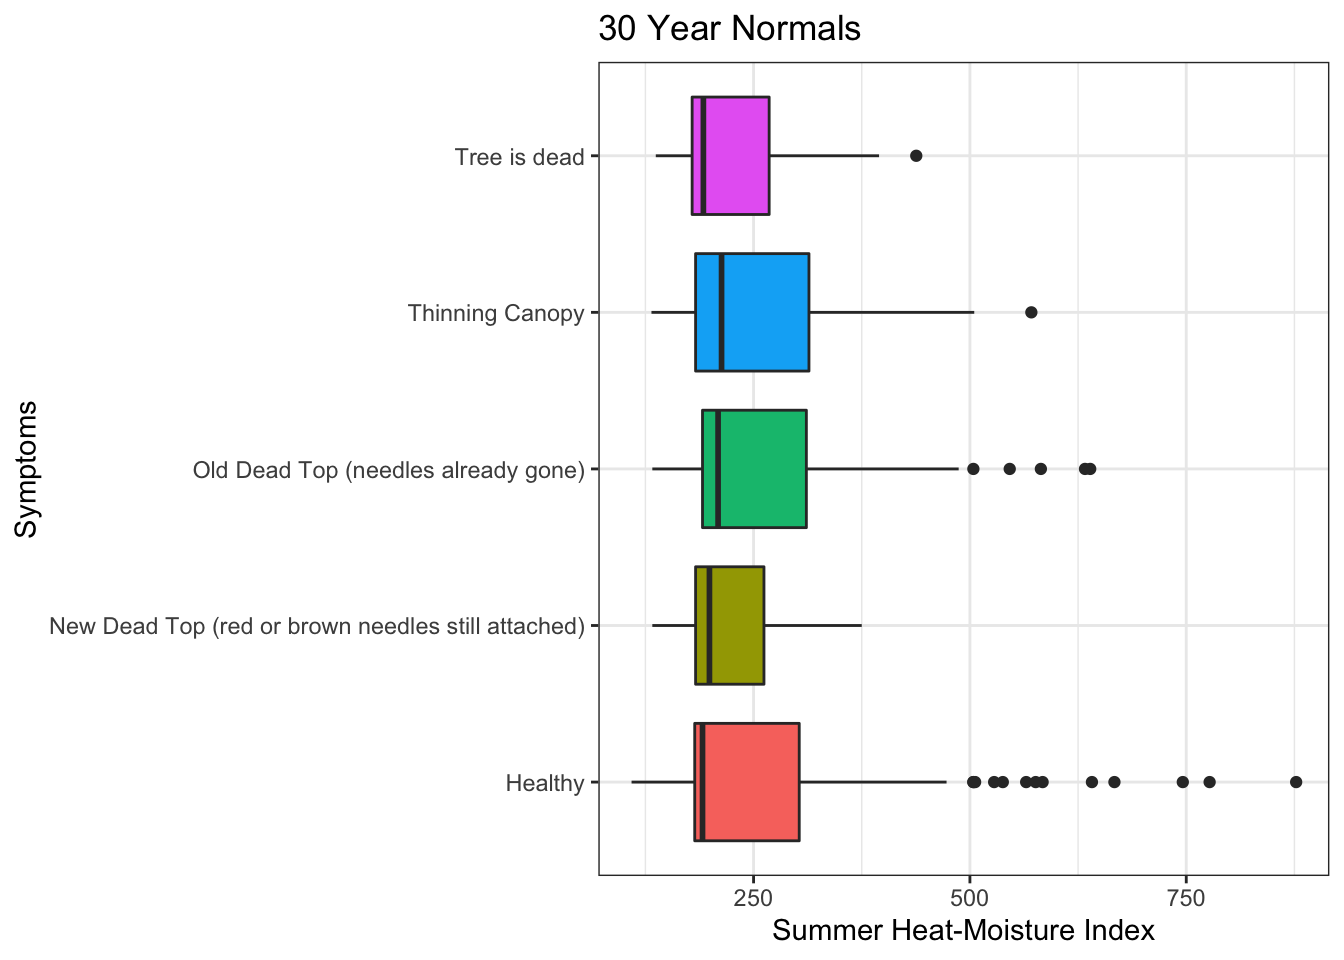 30 Year Normals
Symptoms
Tree is dead
Thinning Canopy
Old Dead Top (needles already gone)
New Dead Top (red or brown needles still attached)
Healthy
250 500 750
Summer Heat-Moisture Index